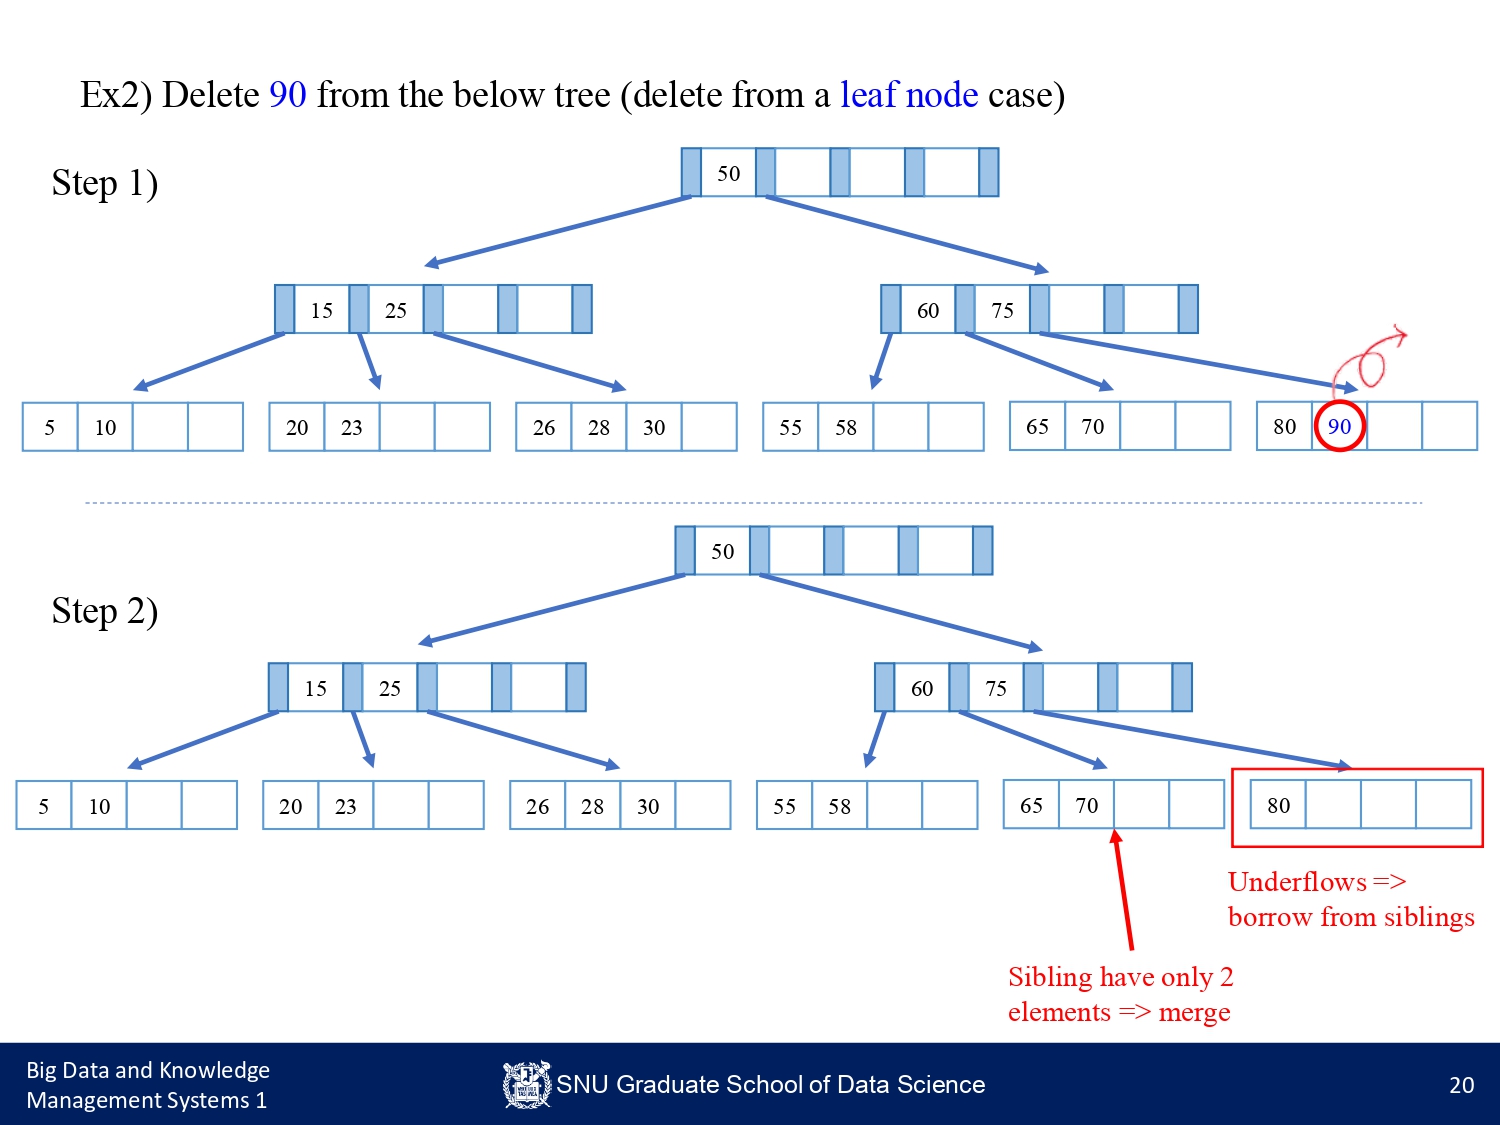 Ex2) Delete 90 from the below tree (delete from a leaf node case)
Step 1)
50
15 25
60 75
5 10
20 23
26 28 30
55 58
65 70
80 90
Step 2)
50
15 25
60 75
5 10
20 23
26 28 30
55 58
65 70
80
Underflows =>
borrow from siblings
Sibling have only 2
elements => merge
Big Data and Knowledge
Management Systems 1
SNU Graduate School of Data Science
20